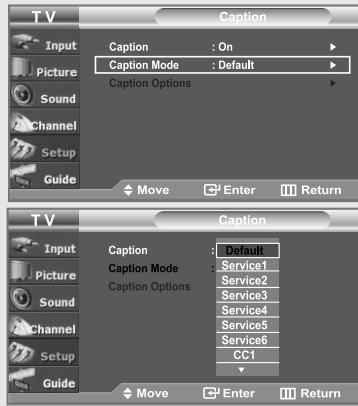 TV Caption
Input
Picture
Sound
Channel
Setup
Guide
Caption : On
Caption Mode : Default
Caption Options
Move Enter Return
TV Caption
Input
Picture
Sound
Channel
Setup
Guide
Caption : Default
Caption Mode : Service1
Caption Options Service2
Service3
Service4
Service5
Service6
CC1
Move Enter Return